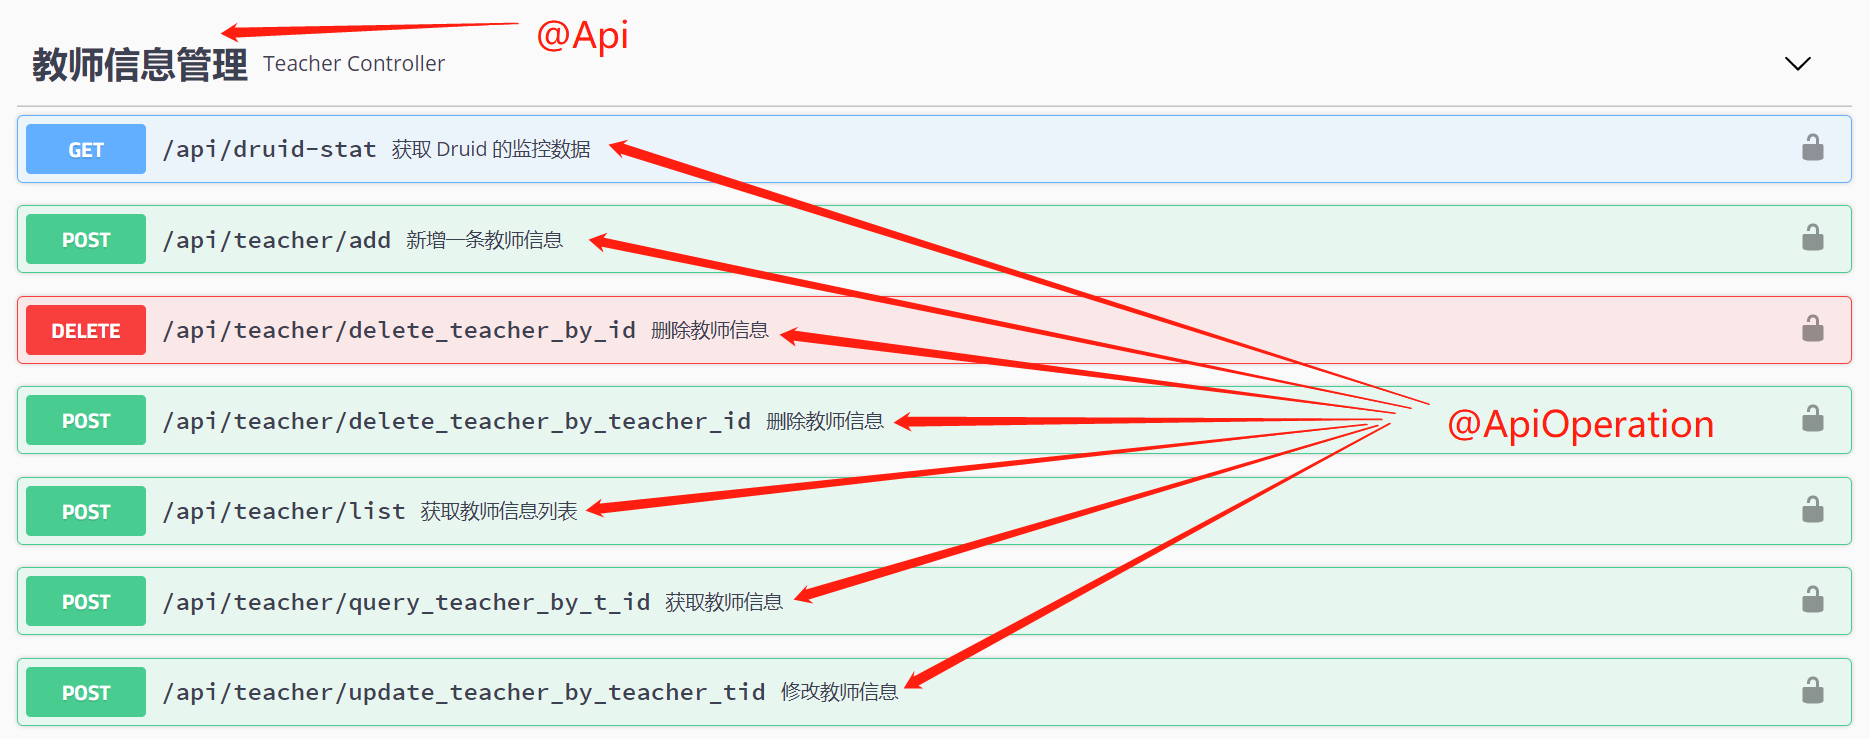 @Api
教师信息管理 Teacher Controller
GET /api/druid-stat 获取 Druid 的监控数据
POST /api/teacher/add 新增一条教师信息
DELETE /api/teacher/delete_teacher_by_id 删除教师信息
POST /api/teacher/delete_teacher_by_teacher_id 删除教师信息 @ApiOperation
POST /api/teacher/list 获取教师信息列表
POST /api/teacher/query_teacher_by_t_id 获取教师信息
POST /api/teacher/update_teacher_by_teacher_tid 修改教师信息